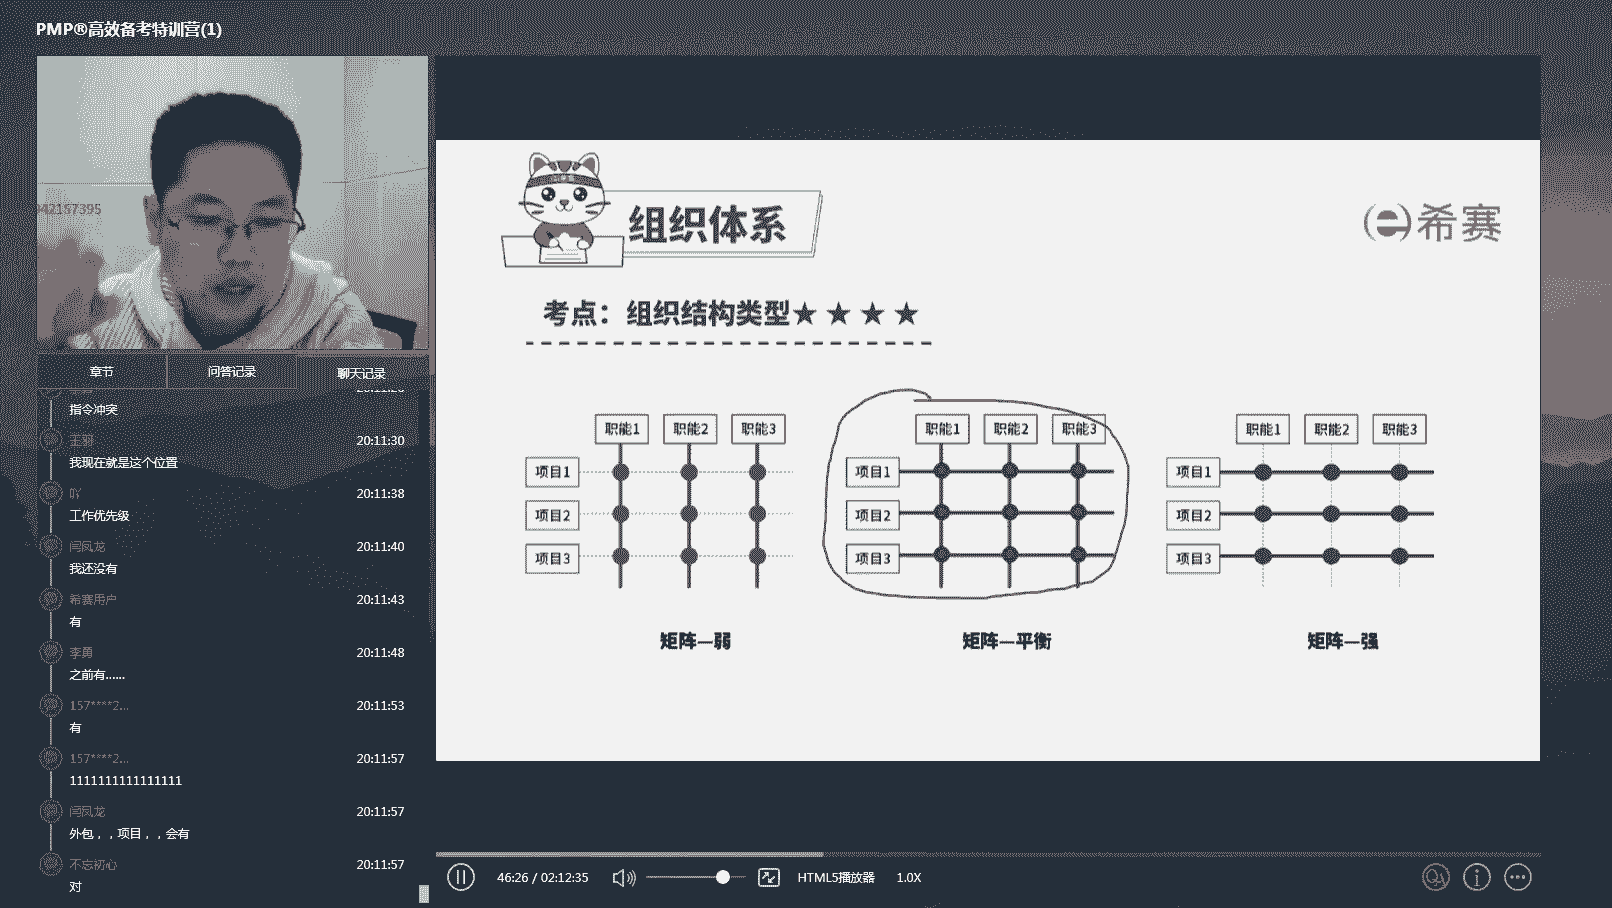 PMP®高效备考特训营(1)
342157395
章节
问答记录
聊天记录
指令冲突
王翔
20:11:30
我现在就是这个位置
吖
20:11:38
工作优先级
闫凤龙
20:11:40
我还没有
希赛用户
20:11:43
有
李勇
20:11:48
之前有......
157****2...
20:11:53
有
157****2...
20:11:57
1111111111111111
闫凤龙
20:11:57
外包，，项目，，会有
不忘初心
20:11:57
对
组织体系
希赛
考点：组织结构类型★★★★
职能1 职能2 职能3
项目1
项目2
项目3
矩阵—弱
职能1 职能2 职能3
项目1
项目2
项目3
矩阵—平衡
职能1 职能2 职能3
项目1
项目2
项目3
矩阵—强
46:26 / 02:12:35
HTML5播放器
1.0X